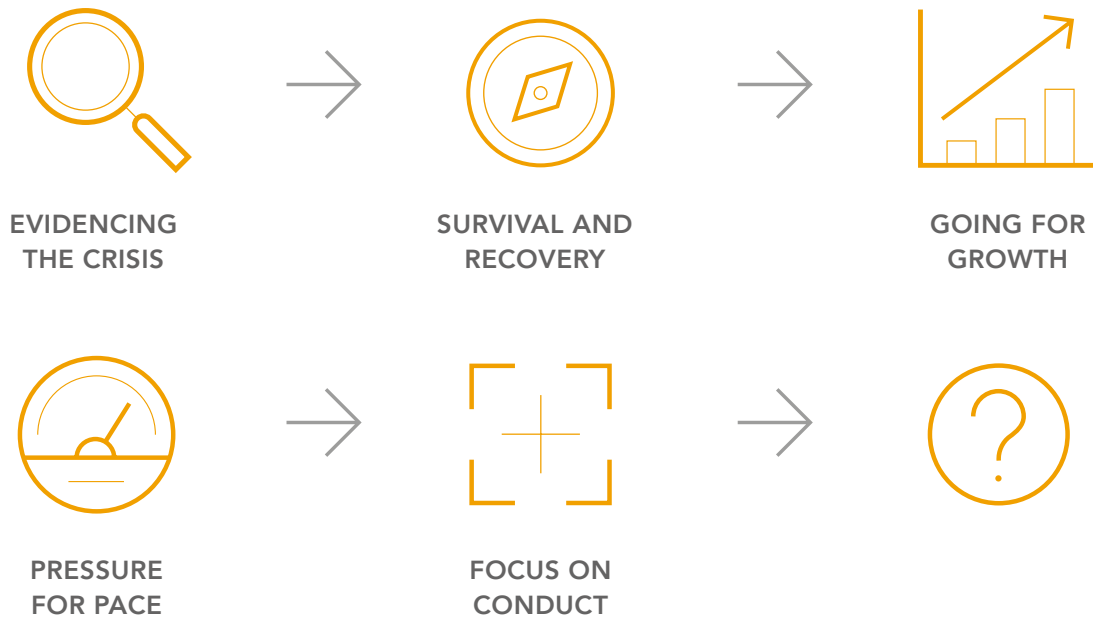 EVIDENCING
THE CRISIS
SURVIVAL AND
RECOVERY
GOING FOR
GROWTH
PRESSURE
FOR PACE
FOCUS ON
CONDUCT
?